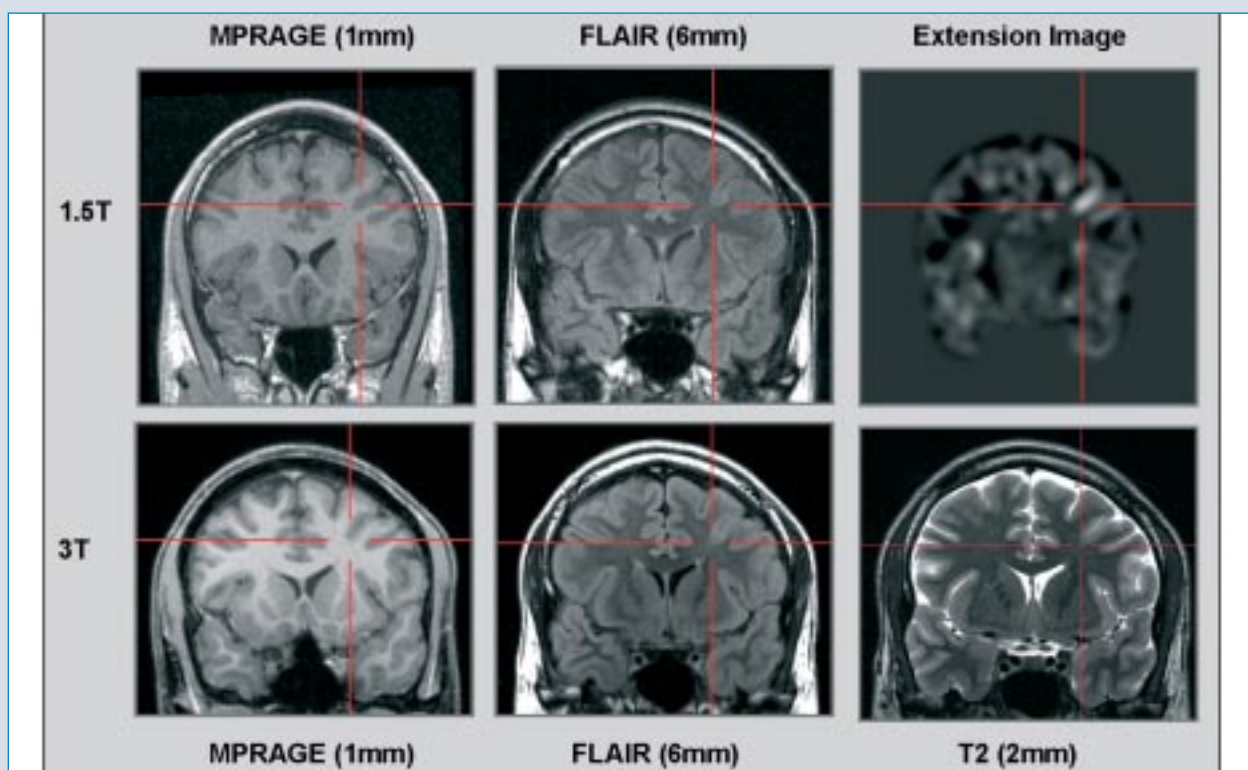 MPRAGE (1mm) FLAIR (6mm) Extension Image
1.5T
3T
MPRAGE (1mm) FLAIR (6mm) T2 (2mm)